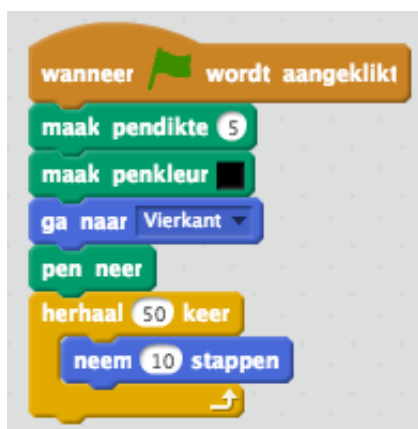 wanneer wordt aangeklikt
maak pendikte 5
maak penkleur
ga naar Vierkant
pen neer
herhaal 50 keer
neem 10 stappen